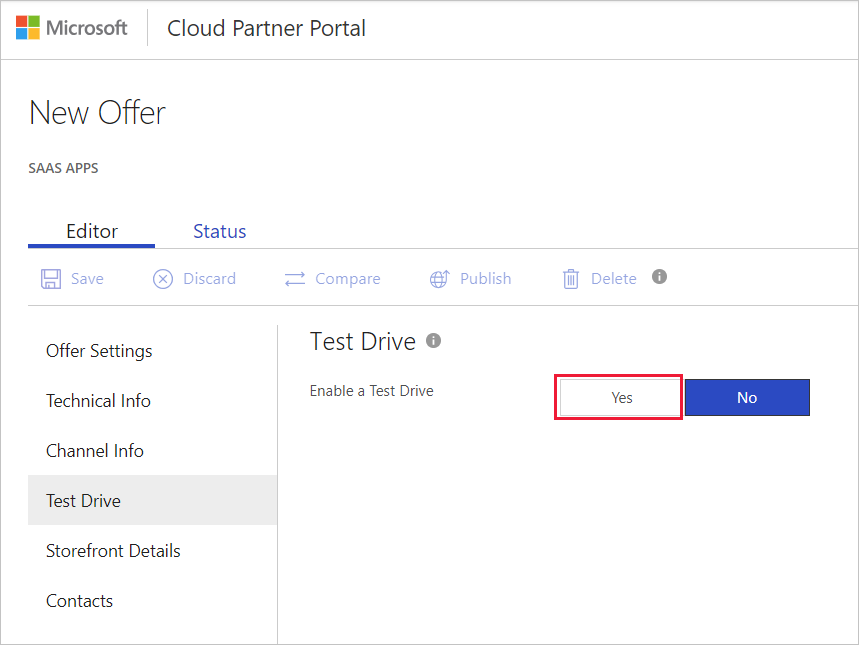 Microsoft Cloud Partner Portal
New Offer
SAAS APPS
Editor Status
Save Discard Compare Publish Delete
Offer Settings
Technical Info
Channel Info
Test Drive
Storefront Details
Contacts
Test Drive
Enable a Test Drive Yes No